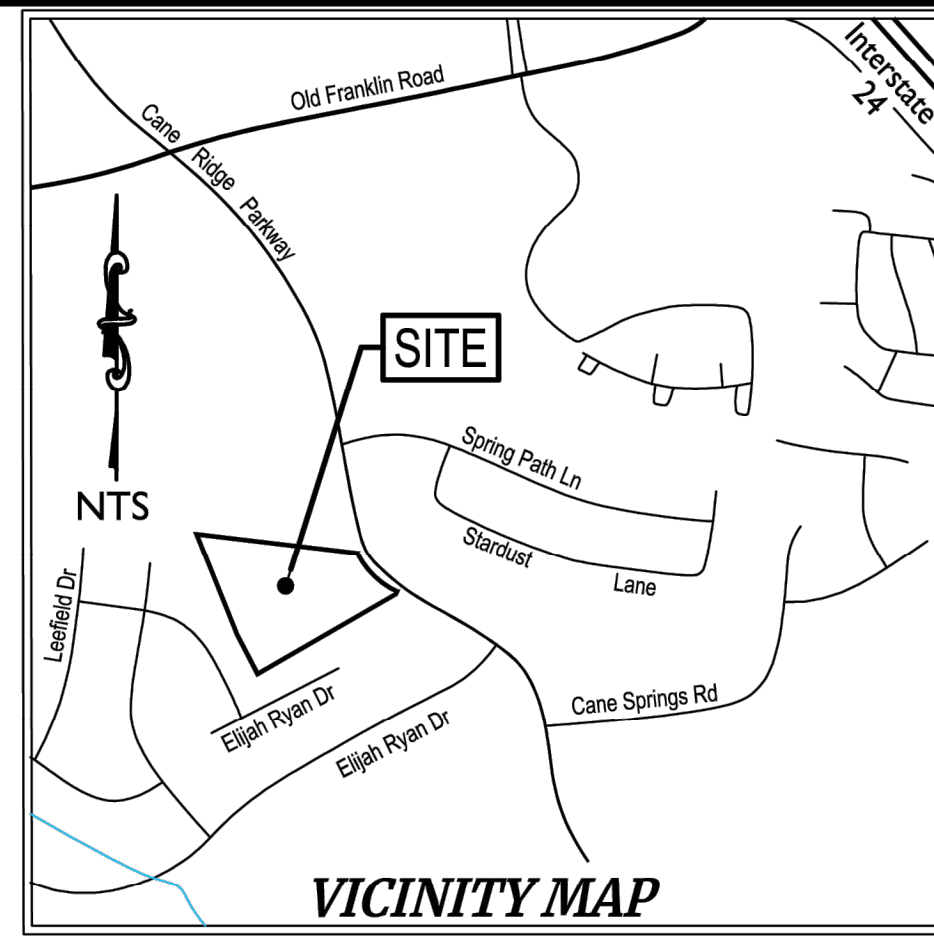 Interstate
24
Old Franklin Road
Cane Ridge Parkway
SITE
Spring Path Ln
NTS
Stardust Lane
Leefield Dr
Cane Springs Rd
Elijah Ryan Dr
Elijah Ryan Dr
VICINITY MAP